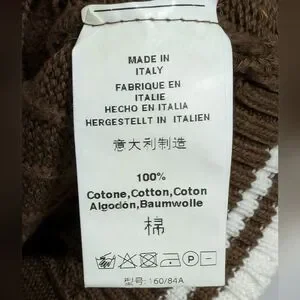 MADE IN
ITALY
FABRIQUE EN
ITALIE
HECHO EN ITALIA
HERGESTELLT IN ITALIEN
意大利制造
100%
Cotone,Cotton,Coton
Algodón,Baumwolle
棉
P
型号: 160/84A